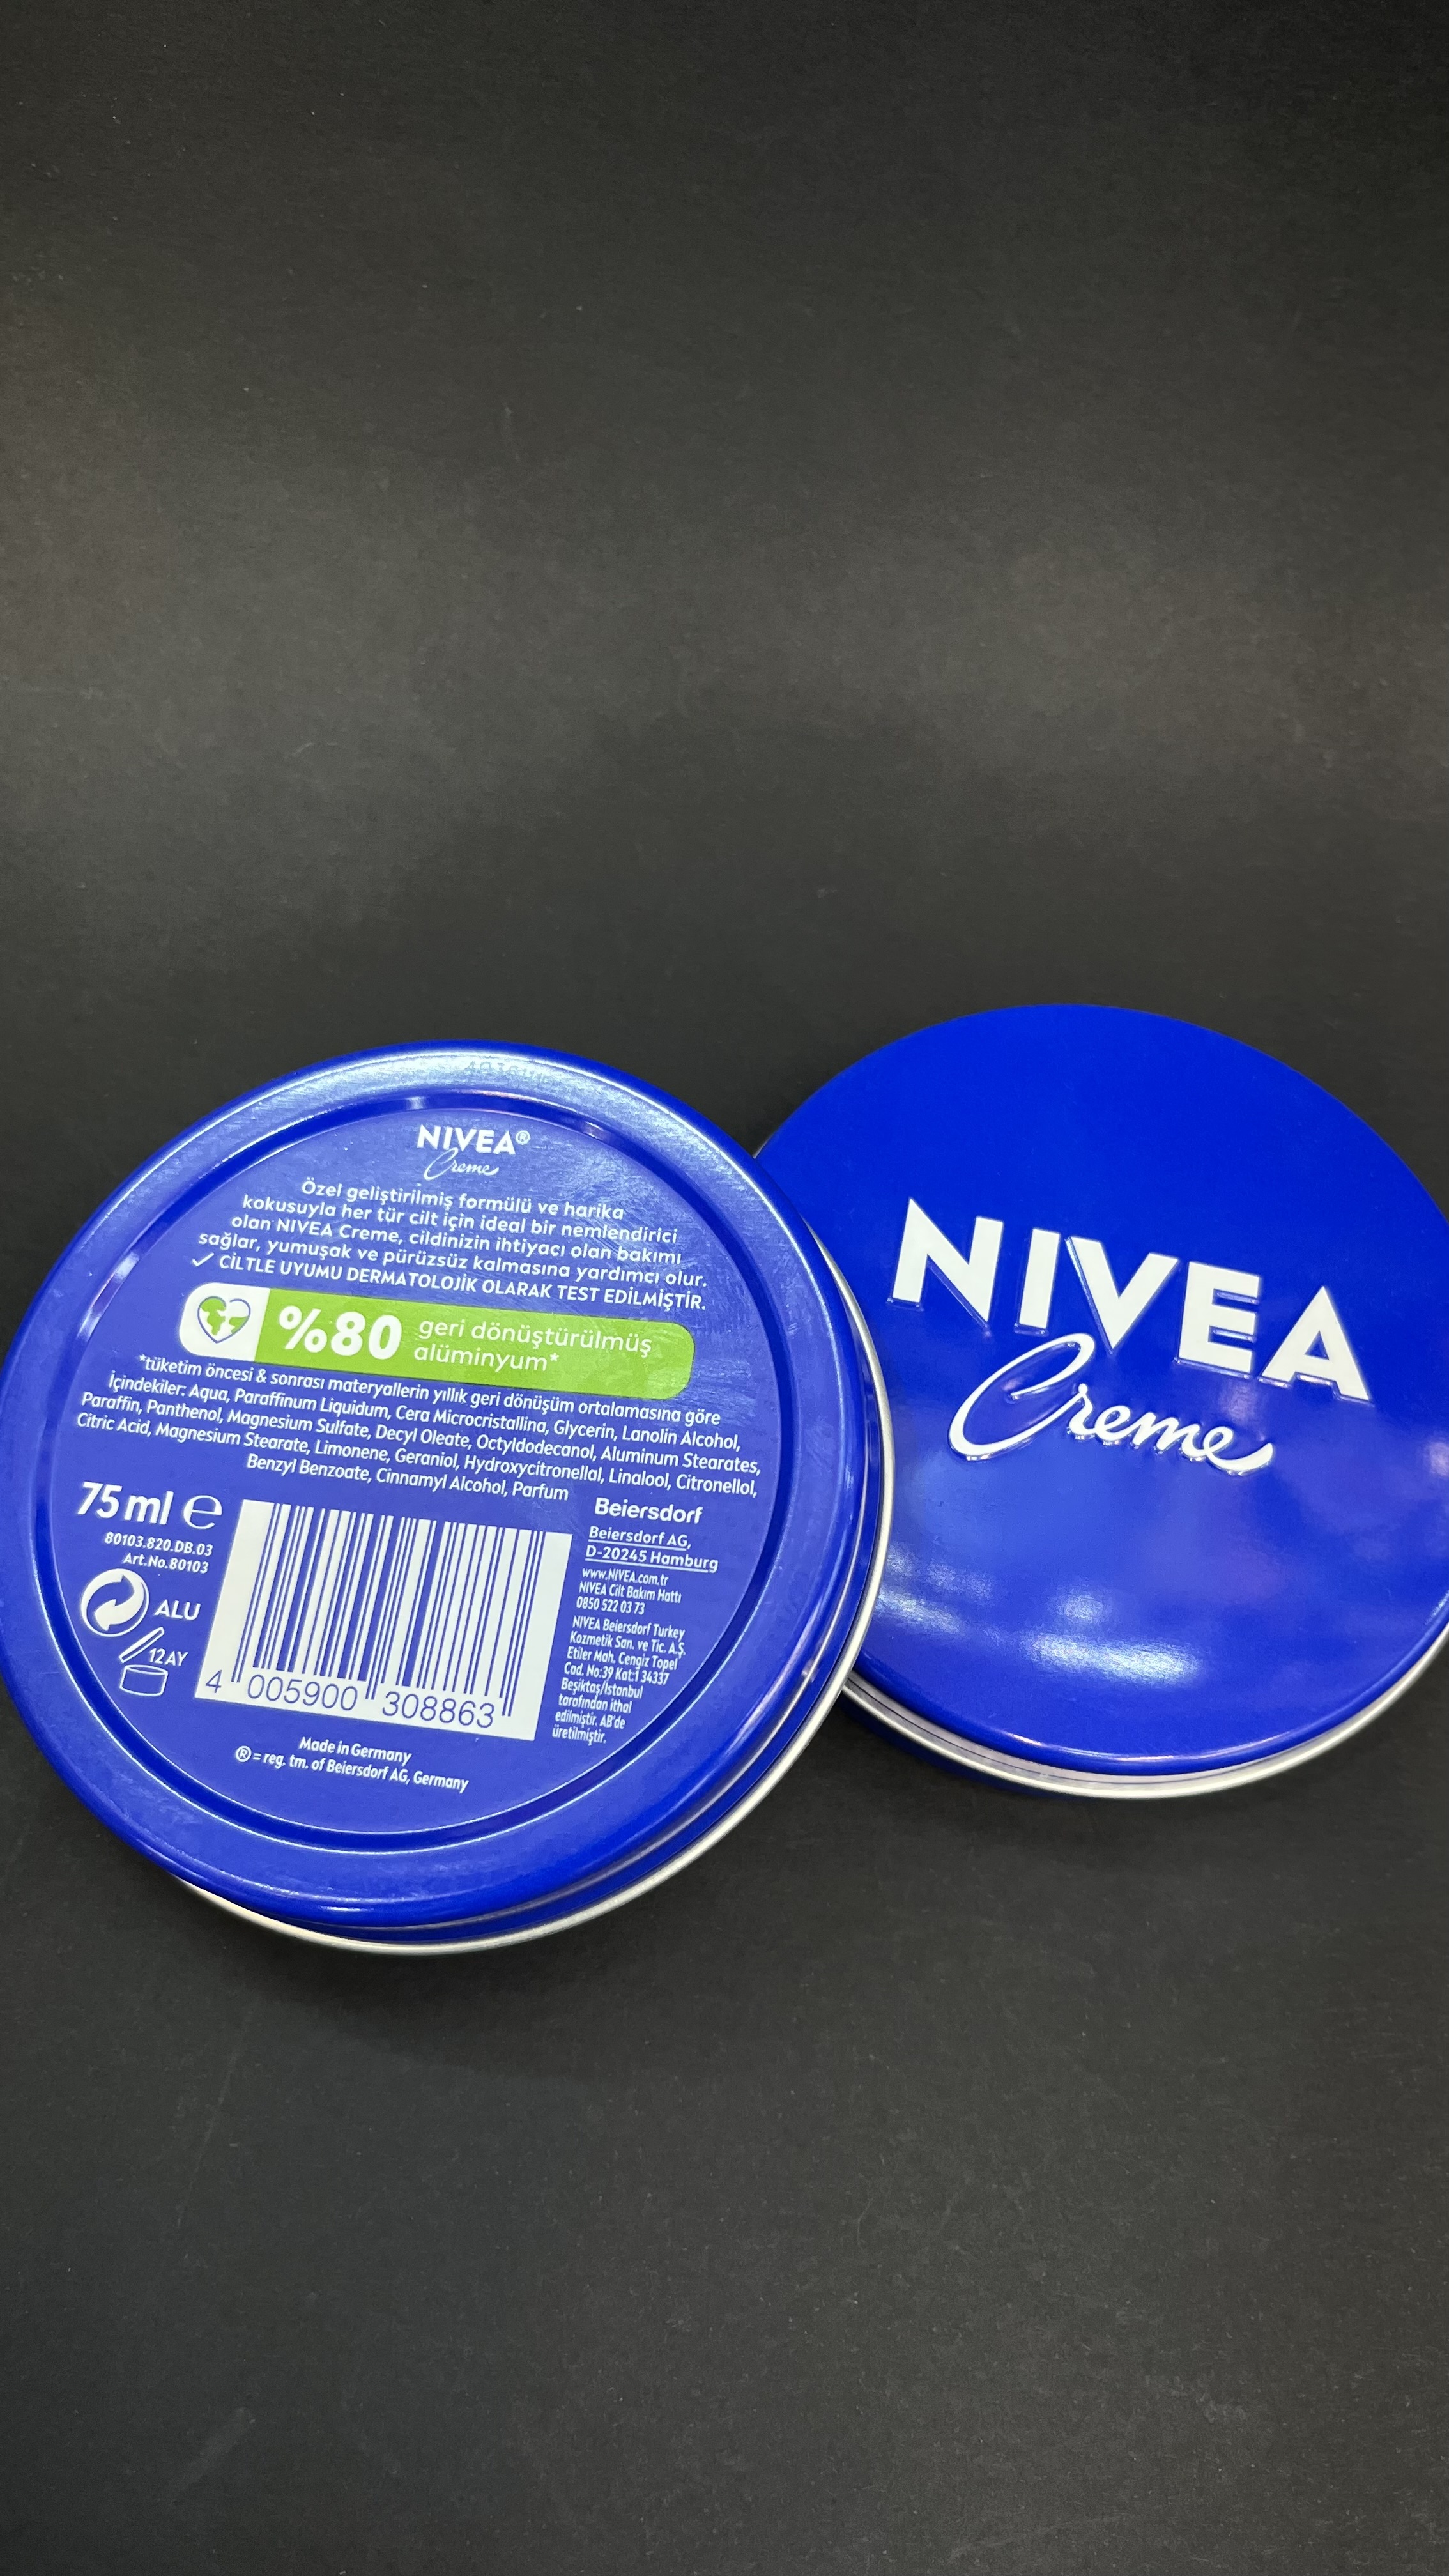 NIVEA®
Creme
Özel geliştirilmiş formülü ve harika
kokusuyla her tür cilt için ideal bir nemlendirici
olan NIVEA Creme, cildinizin ihtiyacı olan bakımı
sağlar, yumuşak ve pürüzsüz kalmasına yardımcı olur.
✓ CİLTLE UYUMU DERMATOLOJİK OLARAK TEST EDİLMİŞTİR.
%80 geri dönüştürülmüş
alüminyum*
*tüketim öncesi & sonrası materyallerin yıllık geri dönüşüm ortalamasına göre
İçindekiler: Aqua, Paraffinum Liquidum, Cera Microcristallina, Glycerin, Lanolin Alcohol,
Paraffin, Panthenol, Magnesium Sulfate, Decyl Oleate, Octyldodecanol, Aluminum Stearates,
Citric Acid, Magnesium Stearate, Limonene, Geraniol, Hydroxycitronellal, Linalool, Citronellol,
Benzyl Benzoate, Cinnamyl Alcohol, Parfum
75 ml e
80103.820.DB.03
Art.No.80103
ALU
12AY
4 005900 308863
Beiersdorf
Beiersdorf AG,
D-20245 Hamburg
www.NIVEA.com.tr
NIVEA Cilt Bakım Hattı
0850 522 03 73
NIVEA Beiersdorf Turkey
Kozmetik San. ve Tic. A.Ş.
Etiler Mah. Cengiz Topel
Cad. No:39 Kat:1 34337
Beşiktaş/İstanbul
tarafından ithal
edilmiştir. AB'de
üretilmiştir.
Made in Germany
® = reg. tm. of Beiersdorf AG, Germany
NIVEA
Creme